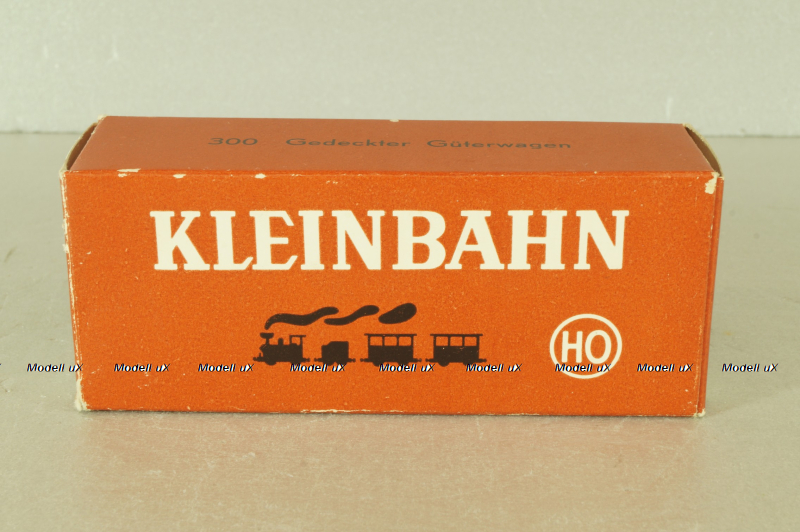 300 Gedeckter Güterwagen
KLEINBAHN
HO
Modell uX Modell uX Modell uX Modell uX Modell uX Modell uX Modell uX Modell uX Modell uX